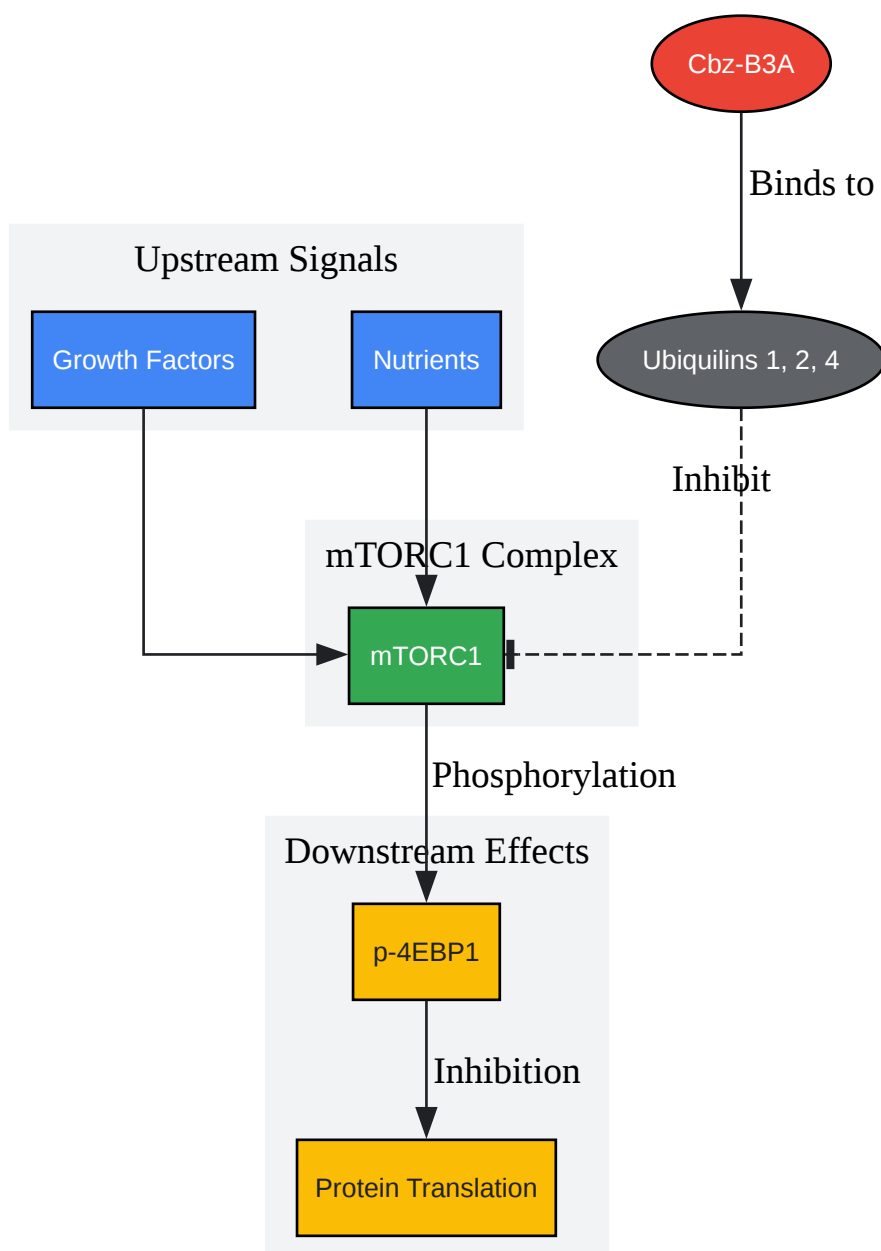 Cbz-B3A
Binds to
Upstream Signals
Growth Factors
Nutrients
Ubiquilins 1, 2, 4
Inhibit
mTORC1 Complex
mTORC1
Phosphorylation
Downstream Effects
p-4EBP1
Inhibition
Protein Translation